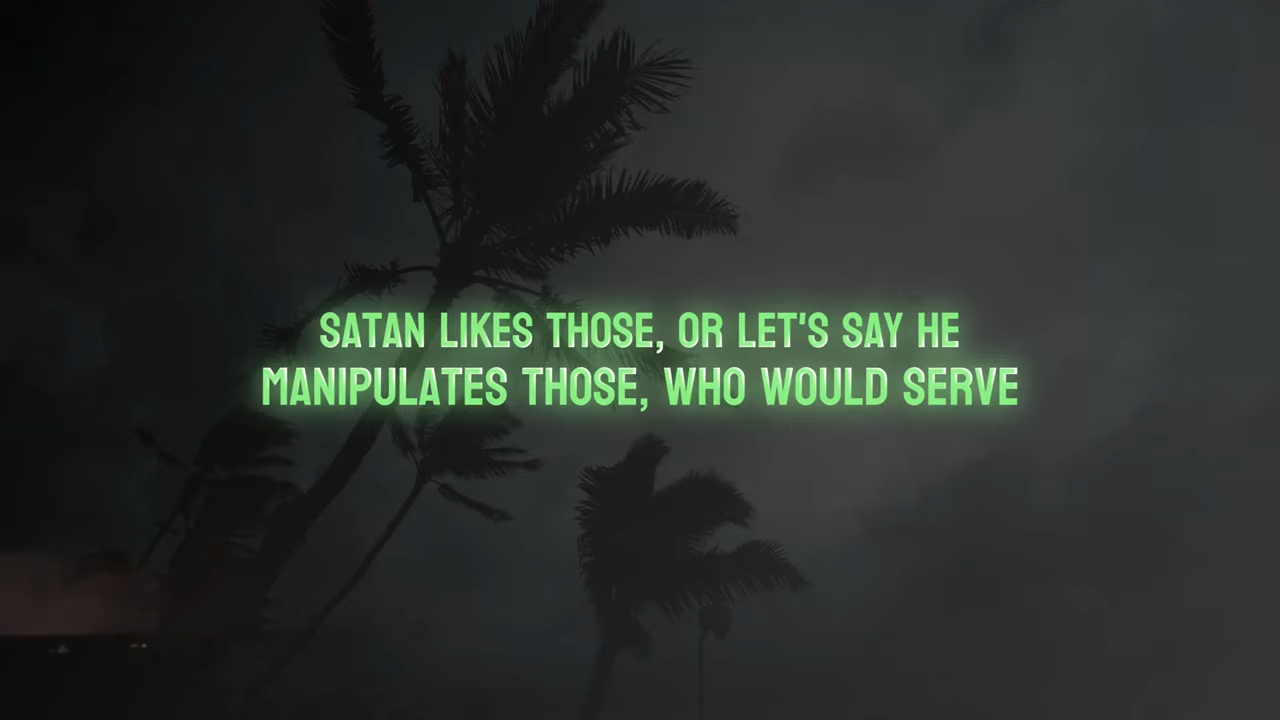 SATAN LIKES THOSE, OR LET'S SAY HE
MANIPULATES THOSE, WHO WOULD SERVE